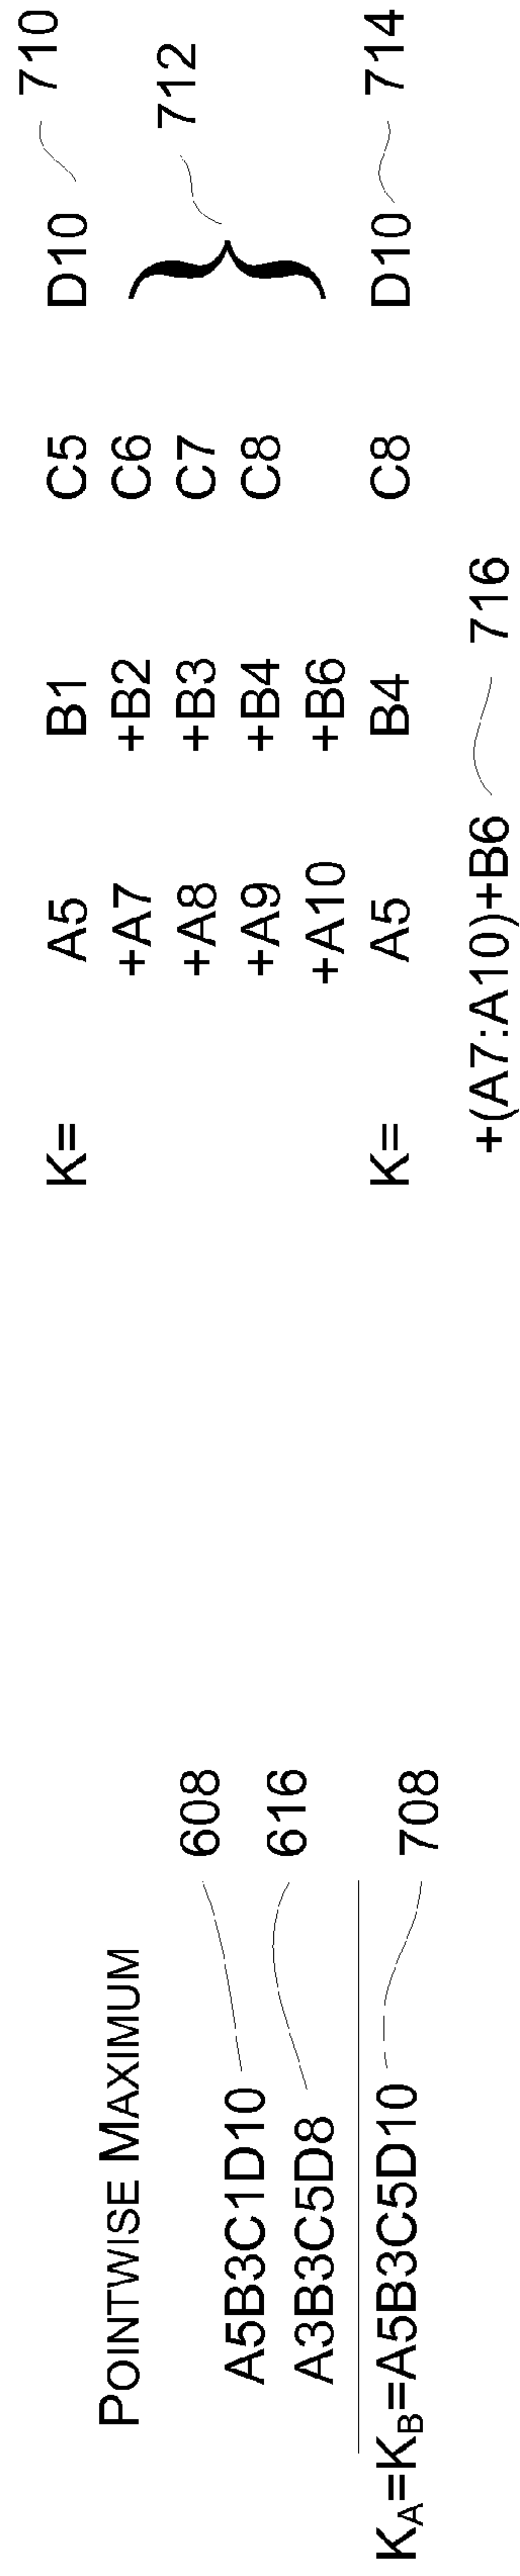 POINTWISE MAXIMUM
A5B3C1D10 608
A3B3C5D8 616
KA=KB=A5B3C5D10 708
K= A5 B1 C5 D10 710
+A7 +B2 C6
+A8 +B3 C7 712
+A9 +B4 C8
+A10 +B6
K= A5 B4 C8 D10 714
+(A7:A10)+B6 716